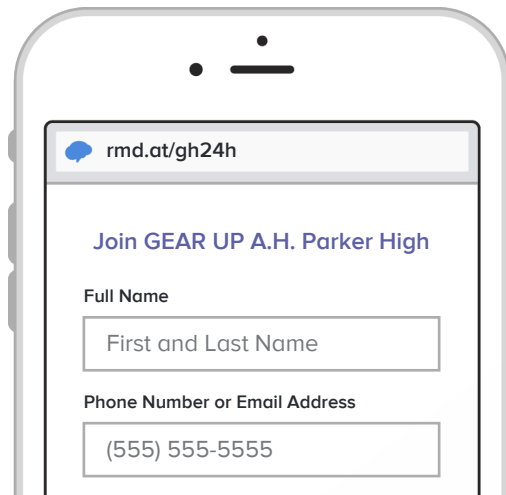 rmd.at/gh24h
Join GEAR UP A.H. Parker High
Full Name
First and Last Name
Phone Number or Email Address
(555) 555-5555